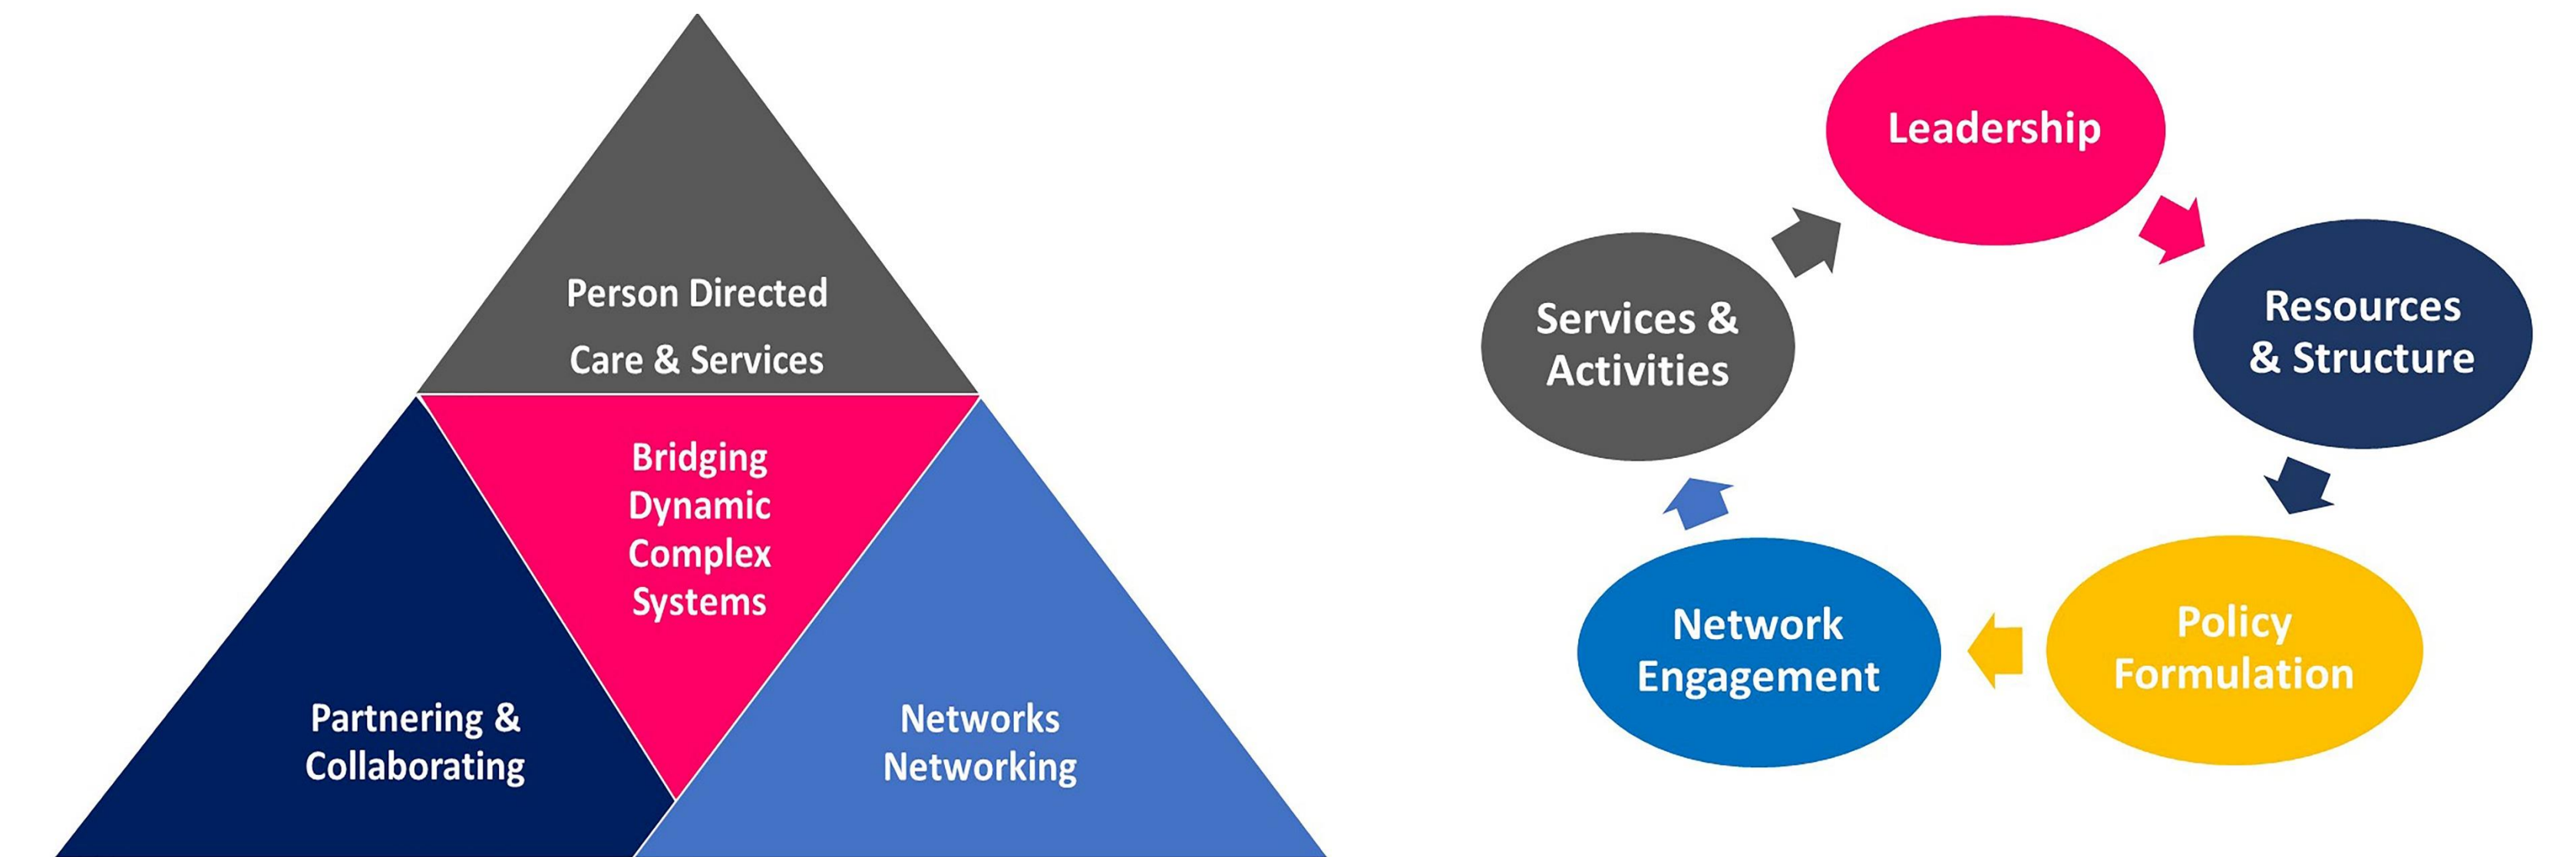 Person Directed
Care & Services
Bridging
Dynamic
Complex
Systems
Partnering &
Collaborating
Networks
Networking
Leadership
Resources
& Structure
Policy
Formulation
Network
Engagement
Services &
Activities